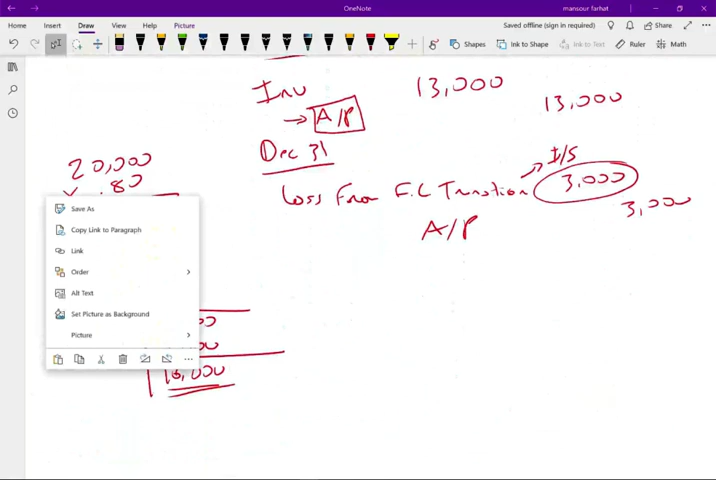 OneNote
mansour farhat
Home Insert Draw View Help Picture
Saved offline (sign in required) Share
Shapes Ink to Shape Ink to Text Ruler Math
Inv 13,000
→ A/P 13,000
Dec 31
20,000
x .80
→ I/S
Loss From F.C Transtion 3,000
3,000
A/P
Save As
Copy Link to Paragraph
Link
Order
Alt Text
Set Picture as Background
Picture
16,000